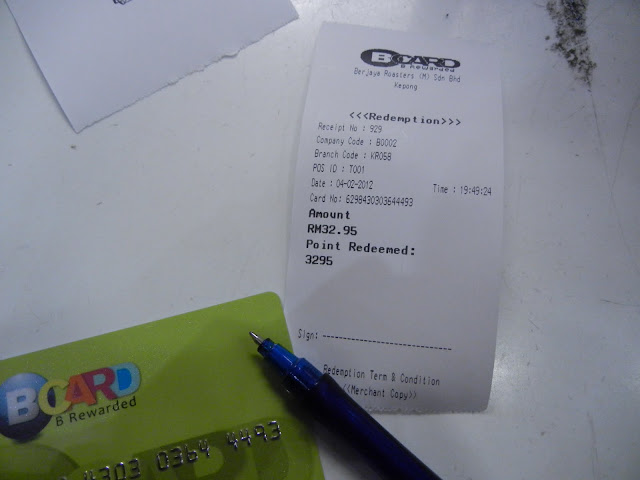 BCARD
B Rewarded
Berjaya Roasters (M) Sdn Bhd
Kepong
<<<Redemption>>>
Receipt No : 929
Company Code : B0002
Branch Code : KR058
POS ID : T001
Date : 04-02-2012 Time : 19:49:24
Card No: 6298430303644493
Amount
RM32.95
Point Redeemed:
3295
Sign: ---------------------------
Redemption Term & Condition
<(Merchant Copy>>
BCARD
B Rewarded
4303 0364 4493
CARD